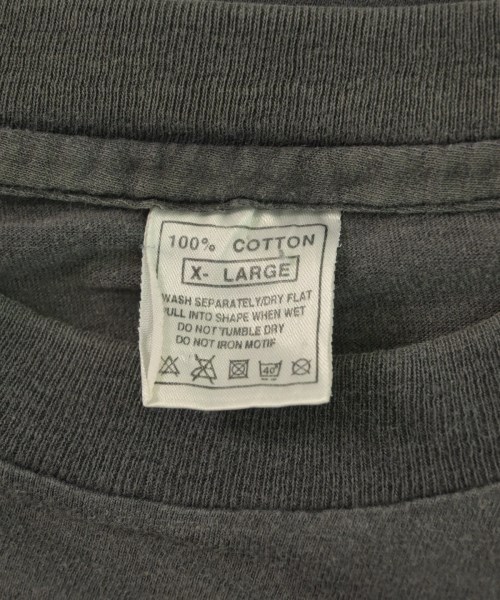 100% COTTON
X- LARGE
WASH SEPARATELY/DRY FLAT
PULL INTO SHAPE WHEN WET
DO NOT TUMBLE DRY
DO NOT IRON MOTIF
40°